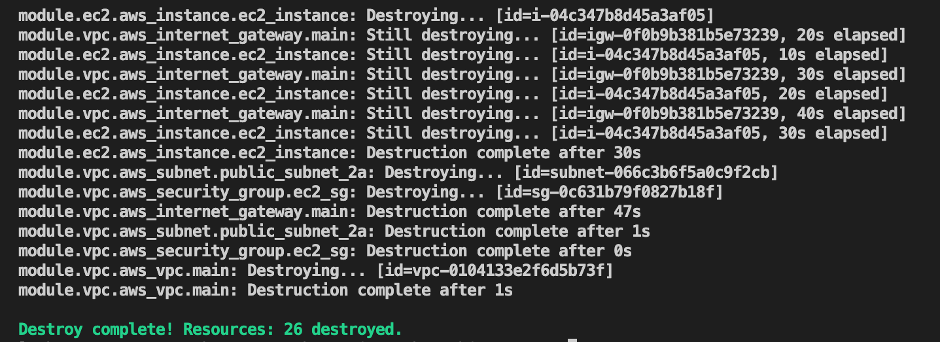 module.ec2.aws_instance.ec2_instance: Destroying... [id=i-04c347b8d45a3af05]
module.vpc.aws_internet_gateway.main: Still destroying... [id=igw-0f0b9b381b5e73239, 20s elapsed]
module.ec2.aws_instance.ec2_instance: Still destroying... [id=i-04c347b8d45a3af05, 10s elapsed]
module.vpc.aws_internet_gateway.main: Still destroying... [id=igw-0f0b9b381b5e73239, 30s elapsed]
module.ec2.aws_instance.ec2_instance: Still destroying... [id=i-04c347b8d45a3af05, 20s elapsed]
module.vpc.aws_internet_gateway.main: Still destroying... [id=igw-0f0b9b381b5e73239, 40s elapsed]
module.ec2.aws_instance.ec2_instance: Still destroying... [id=i-04c347b8d45a3af05, 30s elapsed]
module.ec2.aws_instance.ec2_instance: Destruction complete after 30s
module.vpc.aws_subnet.public_subnet_2a: Destroying... [id=subnet-066c3b6f5a0c9f2cb]
module.vpc.aws_security_group.ec2_sg: Destroying... [id=sg-0c631b79f0827b18f]
module.vpc.aws_internet_gateway.main: Destruction complete after 47s
module.vpc.aws_subnet.public_subnet_2a: Destruction complete after 1s
module.vpc.aws_security_group.ec2_sg: Destruction complete after 0s
module.vpc.aws_vpc.main: Destroying... [id=vpc-0104133e2f6d5b73f]
module.vpc.aws_vpc.main: Destruction complete after 1s
Destroy complete! Resources: 26 destroyed.